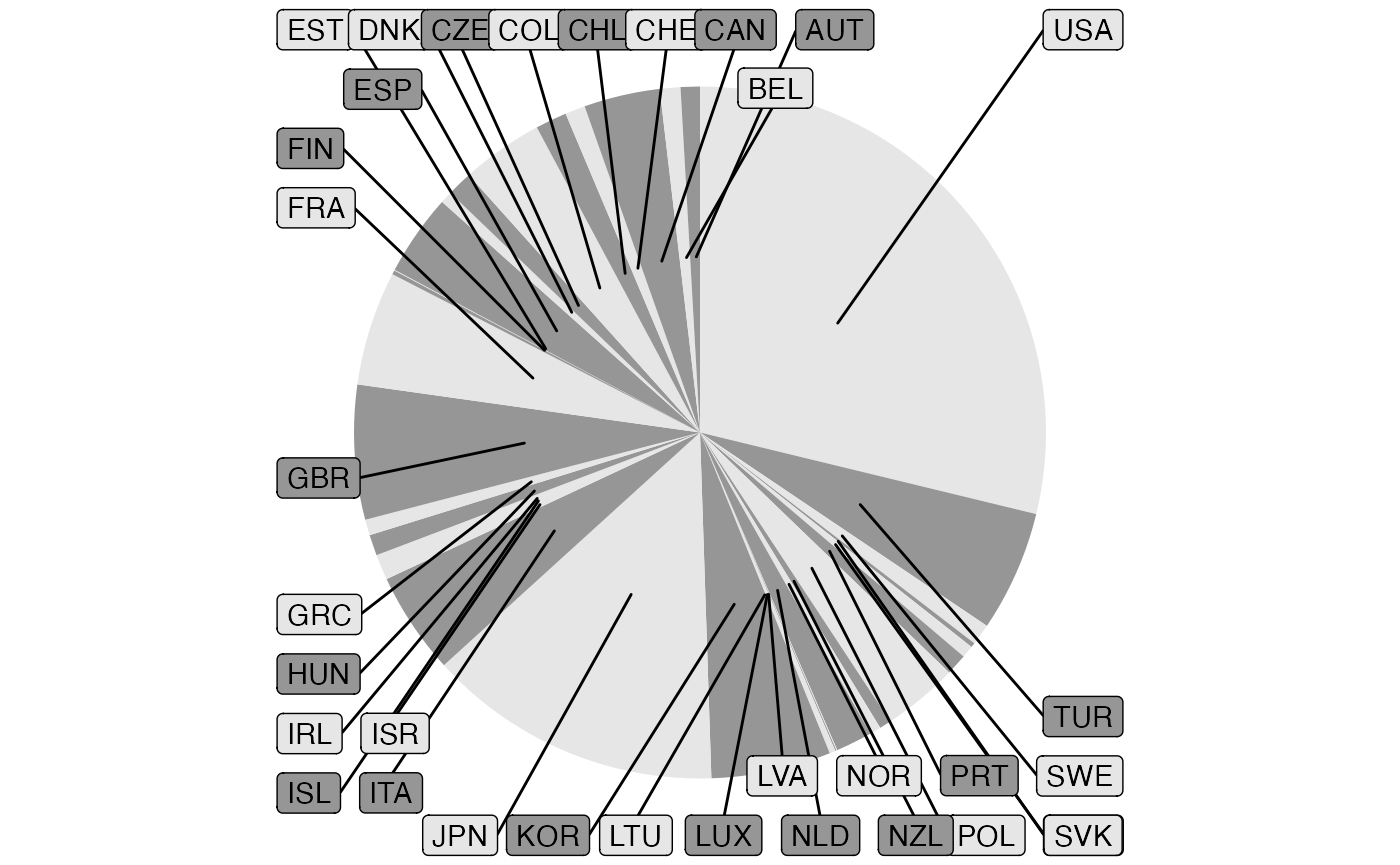 EST DNK CZE COL CHL CHE CAN AUT USA
ESP BEL
FIN
FRA
GBR
GRC
HUN
IRL ISR TUR
ISL ITA LVA NOR PRT SWE
JPN KOR LTU LUX NLD NZL POL SVK